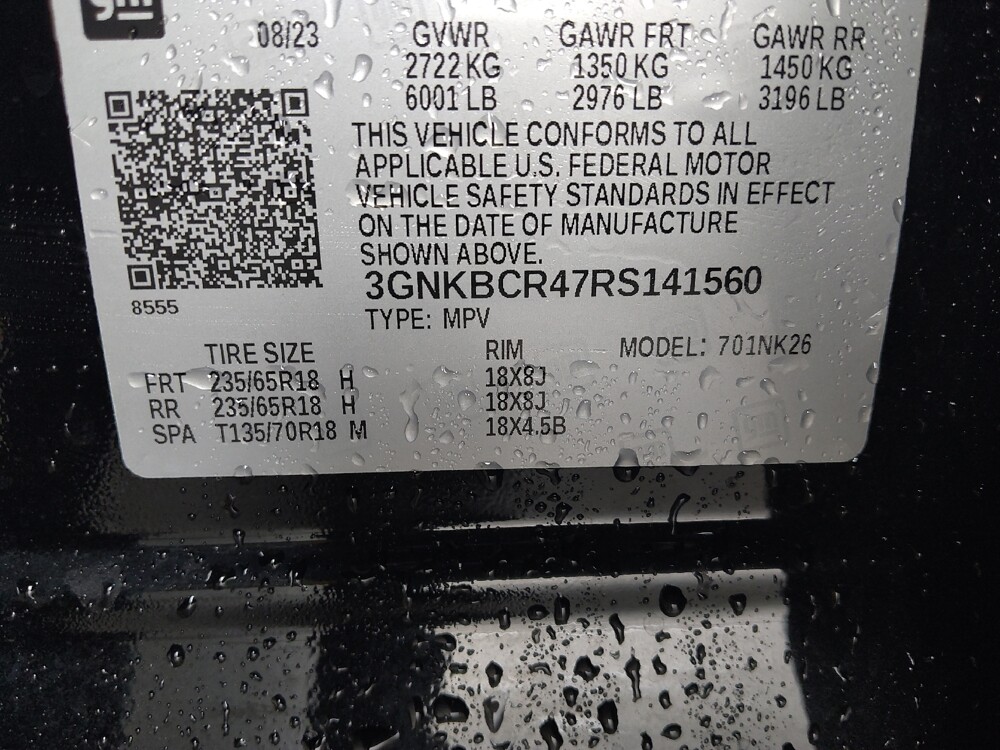 gm
08/23 GVWR GAWR FRT GAWR RR
2722 KG 1350 KG 1450 KG
6001 LB 2976 LB 3196 LB
THIS VEHICLE CONFORMS TO ALL
APPLICABLE U.S. FEDERAL MOTOR
VEHICLE SAFETY STANDARDS IN EFFECT
ON THE DATE OF MANUFACTURE
SHOWN ABOVE.
3GNKBCR47RS141560
8555
TYPE: MPV
TIRE SIZE RIM MODEL: 701NK26
FRT 235/65R18 H 18X8J
RR 235/65R18 H 18X8J
SPA T135/70R18 M 18X4.5B